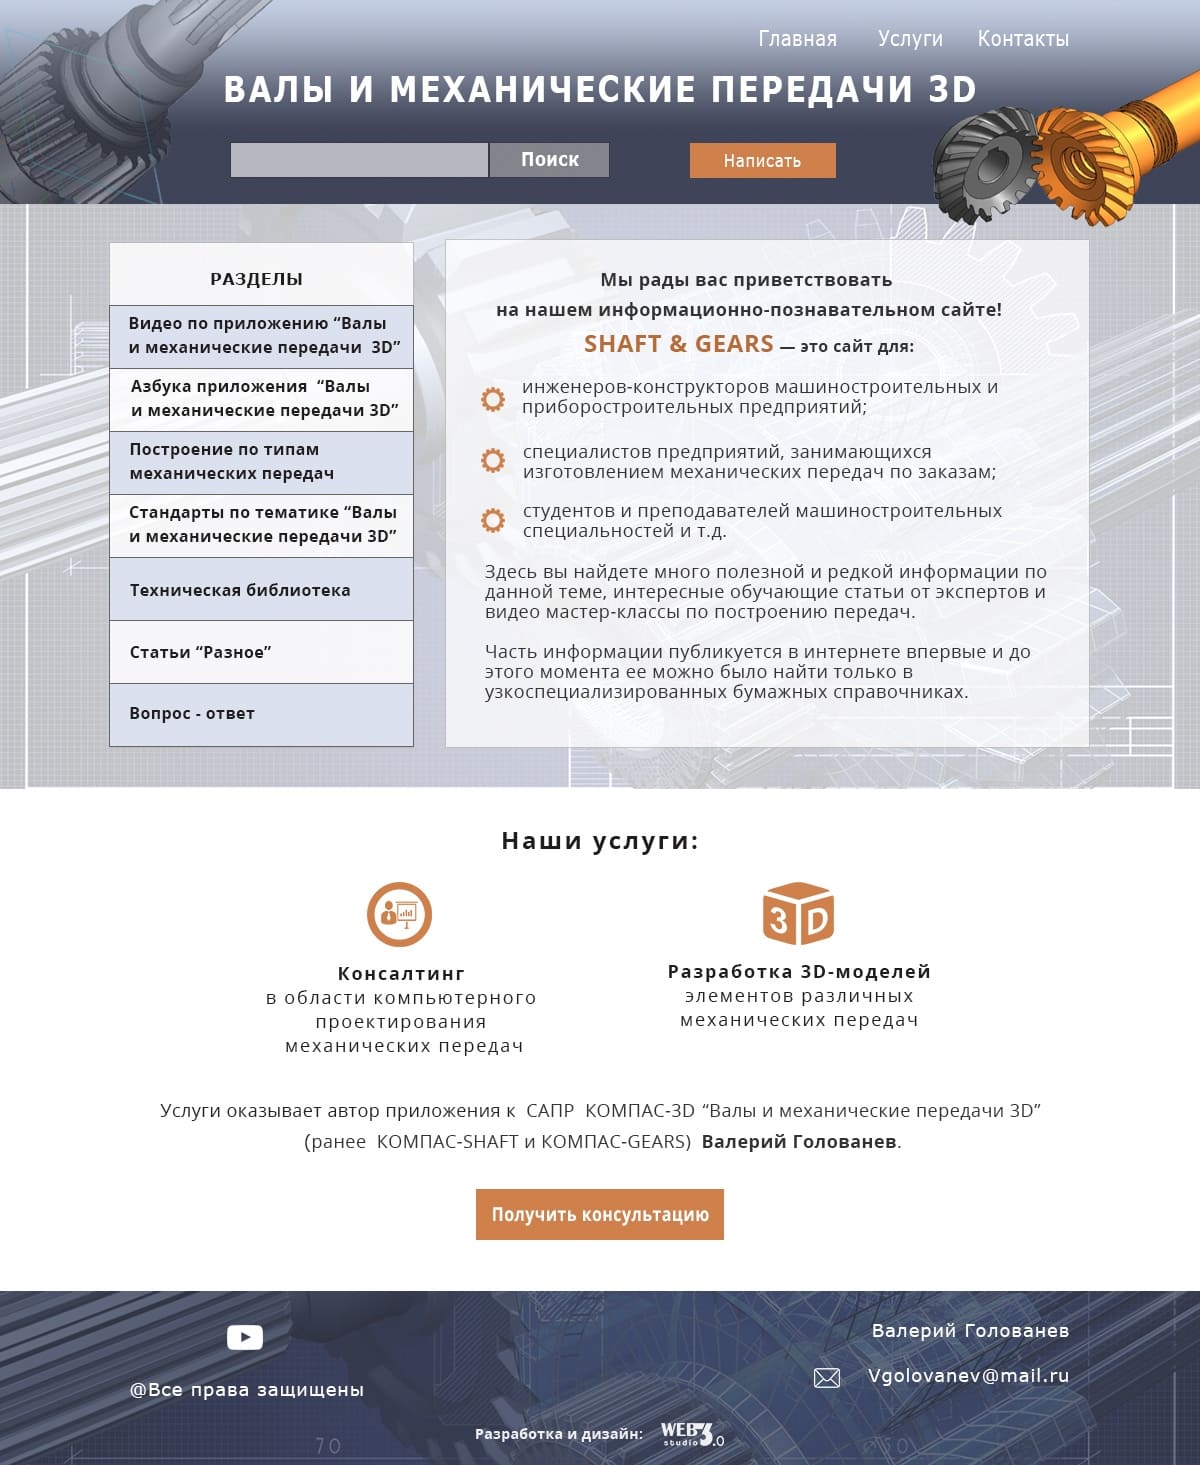 Главная Услуги Контакты
ВАЛЫ И МЕХАНИЧЕСКИЕ ПЕРЕДАЧИ 3D
Поиск Написать
РАЗДЕЛЫ
Видео по приложению “Валы
и механические передачи 3D”
Азбука приложения “Валы
и механические передачи 3D”
Построение по типам
механических передач
Стандарты по тематике “Валы
и механические передачи 3D”
Техническая библиотека
Статьи “Разное”
Вопрос - ответ
Мы рады вас приветствовать
на нашем информационно-познавательном сайте!
SHAFT & GEARS — это сайт для:
инженеров-конструкторов машиностроительных и
приборостроительных предприятий;
специалистов предприятий, занимающихся
изготовлением механических передач по заказам;
студентов и преподавателей машиностроительных
специальностей и т.д.
Здесь вы найдете много полезной и редкой информации по
данной теме, интересные обучающие статьи от экспертов и
видео мастер-классы по построению передач.
Часть информации публикуется в интернете впервые и до
этого момента ее можно было найти только в
узкоспециализированных бумажных справочниках.
Наши услуги:
Консалтинг
в области компьютерного
проектирования
механических передач
3D
Разработка 3D-моделей
элементов различных
механических передач
Услуги оказывает автор приложения к САПР КОМПАС-3D “Валы и механические передачи 3D”
(ранее КОМПАС-SHAFT и КОМПАС-GEARS) Валерий Голованев.
Получить консультацию
Валерий Голованев
Vgolovanev@mail.ru
@Все права защищены
Разработка и дизайн: WEB studio 3.0
70
50